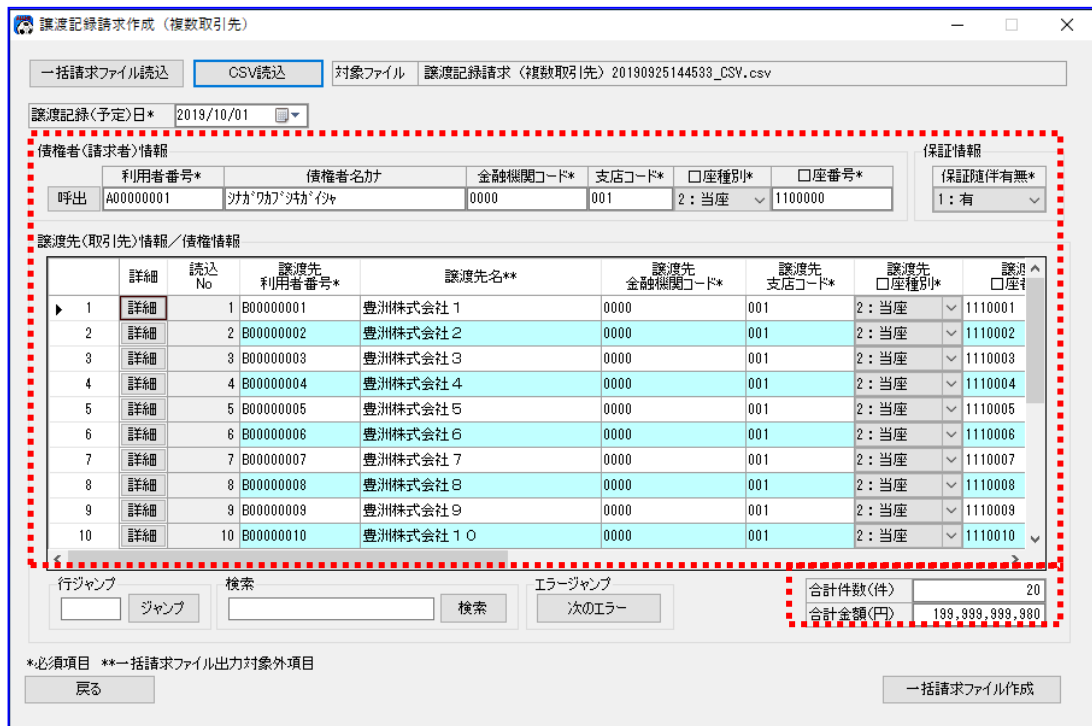 譲渡記録請求作成（複数取引先）
一括請求ファイル読込 CSV読込 対象ファイル 譲渡記録請求（複数取引先）20190925144533_CSV.csv
譲渡記録(予定)日* 2019/10/01
債権者(請求者)情報 保証情報
利用者番号* 債権者名カナ 金融機関コード* 支店コード* 口座種別* 口座番号* 保証随伴有無*
呼出 A00000001 ｼﾅｶﾞﾜｶﾌﾞｼｷｶﾞｲｼｬ 0000 001 2：当座 1100000 1：有
譲渡先(取引先)情報／債権情報
詳細 読込No 譲渡先利用者番号* 譲渡先名** 譲渡先金融機関コード* 譲渡先支店コード* 譲渡先口座種別*
1 詳細 1 B00000001 豊洲株式会社１ 0000 001 2：当座 1110001
2 詳細 2 B00000002 豊洲株式会社２ 0000 001 2：当座 1110002
3 詳細 3 B00000003 豊洲株式会社３ 0000 001 2：当座 1110003
4 詳細 4 B00000004 豊洲株式会社４ 0000 001 2：当座 1110004
5 詳細 5 B00000005 豊洲株式会社５ 0000 001 2：当座 1110005
6 詳細 6 B00000006 豊洲株式会社６ 0000 001 2：当座 1110006
7 詳細 7 B00000007 豊洲株式会社７ 0000 001 2：当座 1110007
8 詳細 8 B00000008 豊洲株式会社８ 0000 001 2：当座 1110008
9 詳細 9 B00000009 豊洲株式会社９ 0000 001 2：当座 1110009
10 詳細 10 B00000010 豊洲株式会社１０ 0000 001 2：当座 1110010
行ジャンプ 検索 エラージャンプ 合計件数(件) 20
ジャンプ 検索 次のエラー 合計金額(円) 199,999,999,980
*必須項目 **一括請求ファイル出力対象外項目
戻る 一括請求ファイル作成